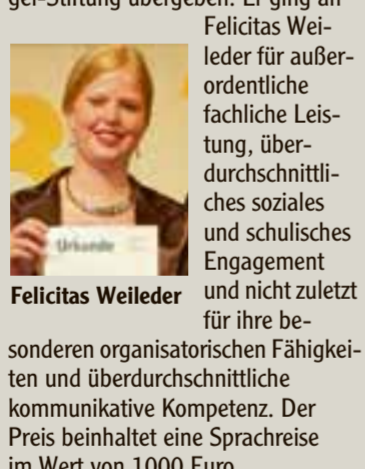 ger-Stiftung übergeben. Er ging an
Felicitas Wei-
leder für außer-
ordentliche
fachliche Leis-
tung, über-
durchschnittli-
ches soziales
und schulisches
Engagement
und nicht zuletzt
für ihre be-
Urkunde
Felicitas Weileder
sonderen organisatorischen Fähigkei-
ten und überdurchschnittliche
kommunikative Kompetenz. Der
Preis beinhaltet eine Sprachreise
im Wert von 1000 Euro.